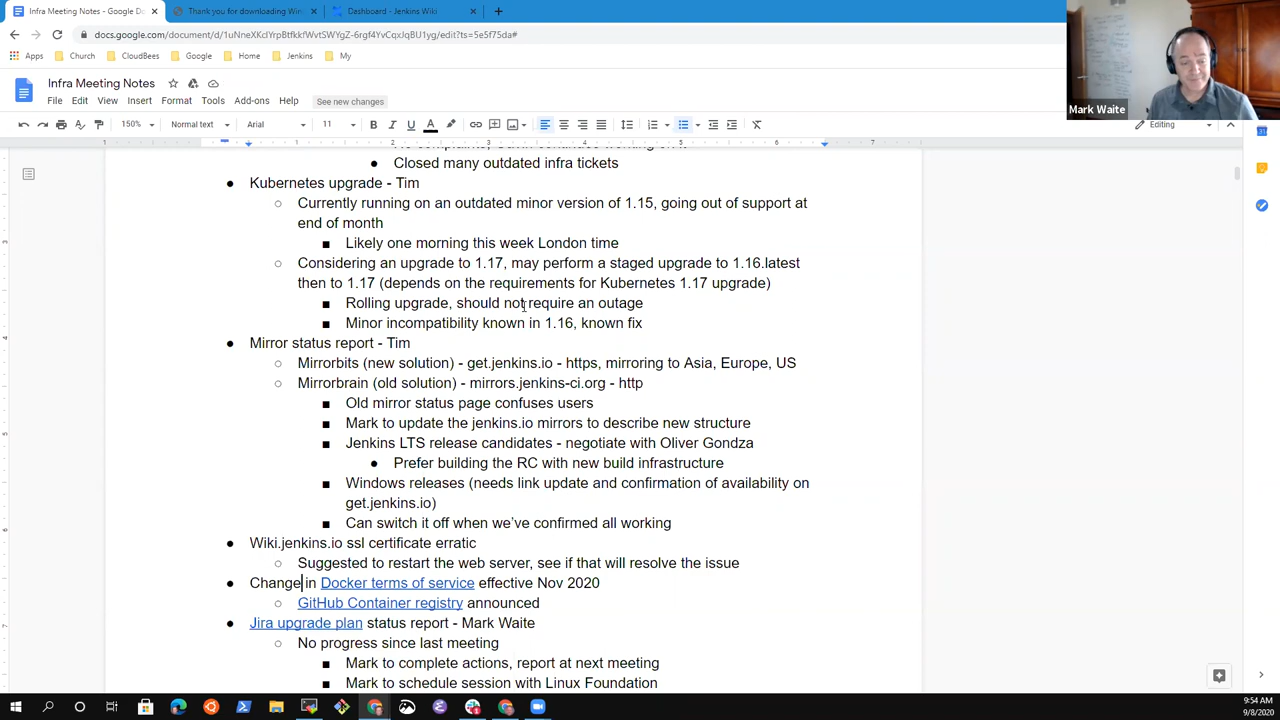 Infra Meeting Notes - Google Do
Thank you for downloading Win
Dashboard - Jenkins Wiki
Apps
Church
CloudBees
Google
Home
Jenkins
My
Infra Meeting Notes
File Edit View Insert Format Tools Add-ons Help See new changes
150% Normal text Arial 11 Editing
Mark Waite
Closed many outdated infra tickets
Kubernetes upgrade - Tim
Currently running on an outdated minor version of 1.15, going out of support at
end of month
Likely one morning this week London time
Considering an upgrade to 1.17, may perform a staged upgrade to 1.16.latest
then to 1.17 (depends on the requirements for Kubernetes 1.17 upgrade)
Rolling upgrade, should not require an outage
Minor incompatibility known in 1.16, known fix
Mirror status report - Tim
Mirrorbits (new solution) - get.jenkins.io - https, mirroring to Asia, Europe, US
Mirrorbrain (old solution) - mirrors.jenkins-ci.org - http
Old mirror status page confuses users
Mark to update the jenkins.io mirrors to describe new structure
Jenkins LTS release candidates - negotiate with Oliver Gondza
Prefer building the RC with new build infrastructure
Windows releases (needs link update and confirmation of availability on
get.jenkins.io)
Can switch it off when we've confirmed all working
Wiki.jenkins.io ssl certificate erratic
Suggested to restart the web server, see if that will resolve the issue
Change in Docker terms of service effective Nov 2020
GitHub Container registry announced
Jira upgrade plan status report - Mark Waite
No progress since last meeting
Mark to complete actions, report at next meeting
Mark to schedule session with Linux Foundation
9:54 AM
9/8/2020